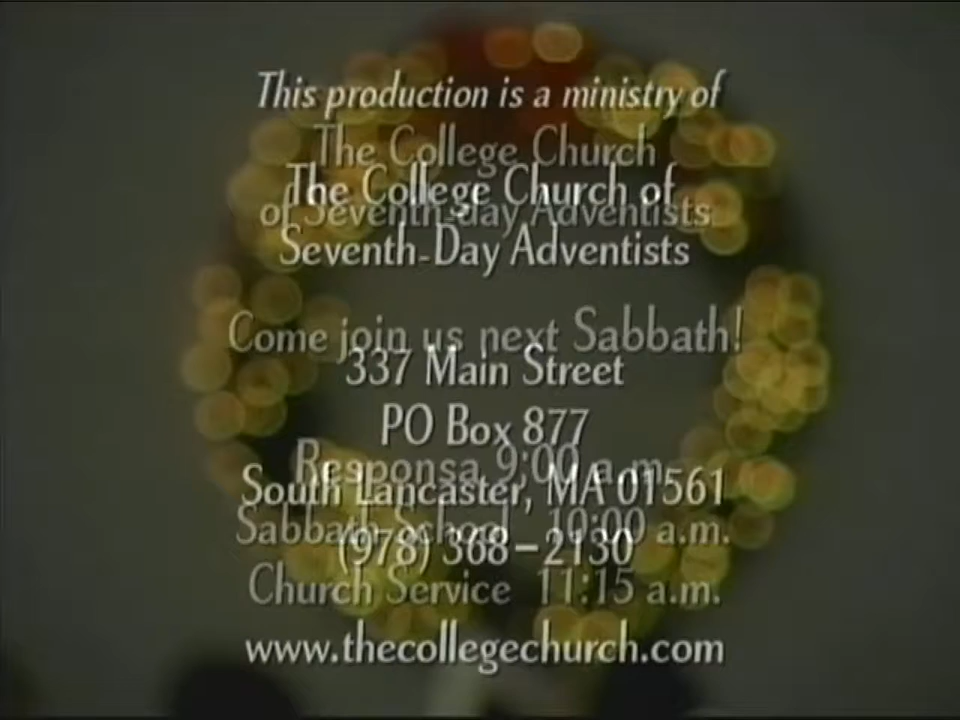 This production is a ministry of
The College Church
The College Church of
of Seventh-day Adventists
Seventh-Day Adventists
Come join us next Sabbath!
337 Main Street
PO Box 877
Responsa 9:00 a.m.
South Lancaster, MA 01561
Sabbath School 10:00 a.m.
(978) 368-2130
Church Service 11:15 a.m.
www.thecollegechurch.com